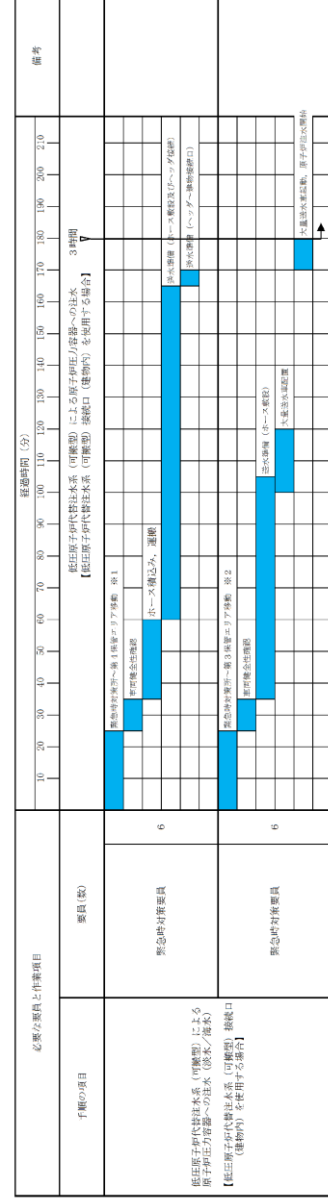 必要な要員と作業項目
経過時間（分）
備考
手順の項目
要員(数)
10 20 30 40 50 60 70 80 90 100 110 120 130 140 150 160 170 180 190 200 210
低圧原子炉代替注水系（可搬型）による原子炉圧力容器への注水
【低圧原子炉代替注水系（可搬型）接続口（建物内）を使用する場合】
3時間
低圧原子炉代替注水系（可搬型）による
原子炉圧力容器への注水（淡水／海水）
【低圧原子炉代替注水系（可搬型）接続口
（建物内）を使用する場合】
緊急時対策要員
6
緊急時対策所～第4保管エリア移動 ※1
車両健全性確認
ホース積込み、運搬
送水準備（ホース敷設及びヘッダ接続）
送水準備（ヘッダ～建物接続口）
緊急時対策要員
6
緊急時対策所～第3保管エリア移動 ※2
車両健全性確認
送水準備（ホース敷設）
大量送水車配置
大量送水車起動、原子炉注水開始